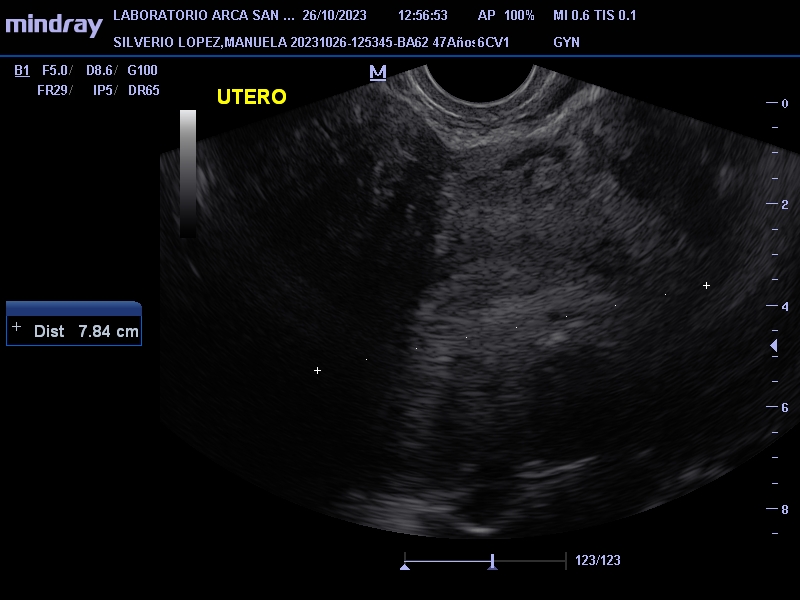 mindray LABORATORIO ARCA SAN ... 26/10/2023 12:56:53 AP 100% MI 0.6 TIS 0.1
SILVERIO LOPEZ,MANUELA 20231026-125345-BA62 47Años 6CV1 GYN
B1 F5.0/ D8.6/ G100
FR29/ IP5/ DR65
M
UTERO
0
2
4
6
8
+ Dist 7.84 cm
123/123